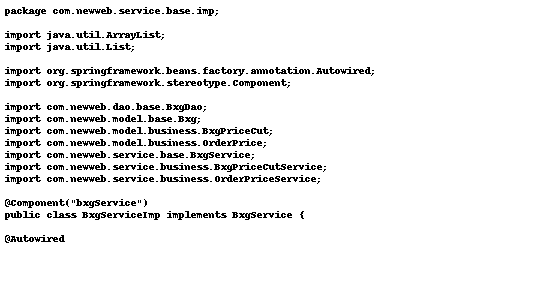 package com.newweb.service.base.imp;
import java.util.ArrayList;
import java.util.List;
import org.springframework.beans.factory.annotation.Autowired;
import org.springframework.stereotype.Component;
import com.newweb.dao.base.BxgDao;
import com.newweb.model.base.Bxg;
import com.newweb.model.business.BxgPriceCut;
import com.newweb.model.business.OrderPrice;
import com.newweb.service.base.BxgService;
import com.newweb.service.business.BxgPriceCutService;
import com.newweb.service.business.OrderPriceService;
@Component("bxgService")
public class BxgServiceImp implements BxgService {
@Autowired